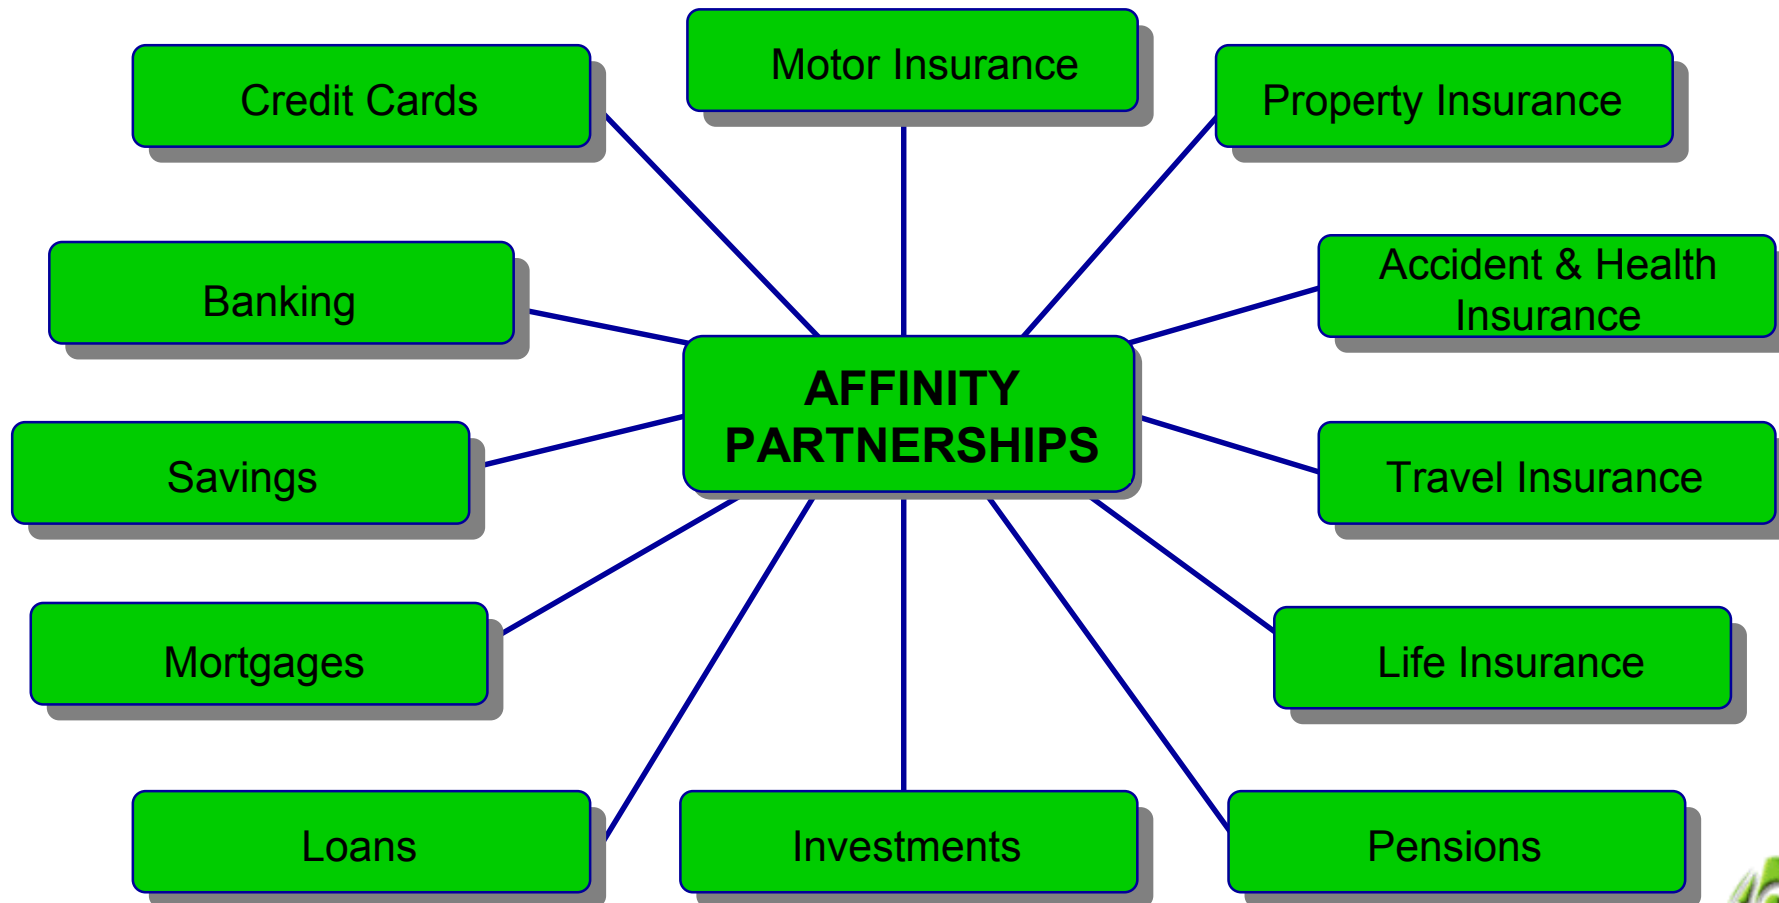 Motor Insurance
Credit Cards
Property Insurance
Accident & Health
Insurance
Banking
AFFINITY
PARTNERSHIPS
Savings
Travel Insurance
Mortgages
Life Insurance
Loans
Investments
Pensions